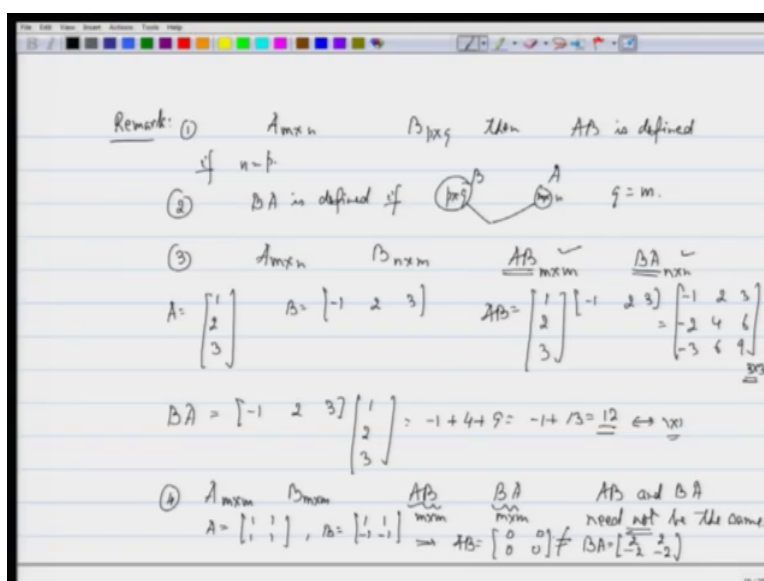 File Edit View Insert Actions Tools Help
Remark: ① A_{m×n} B_{p×q} then AB is defined
if n=p.
② BA is defined if p×q B m×n A q=m.
③ A_{m×n} B_{n×m} AB_{m×m} ✓ BA_{n×n} ✓
A= [1 2 3] B= [-1 2 3] AB= [1 2 3] [-1 2 3] = [-1 2 3 -2 4 6 -3 6 9] 3×3
BA = [-1 2 3] [1 2 3] = -1+4+9= -1+13=12 ↔ 1×1
④ A_{m×m} B_{m×m} AB m×m BA m×m AB and BA
need not be the same
A= [1 1 1 1], B= [1 1 -1 -1] ⟶ AB= [0 0 0 0] ≠ BA= [2 2 -2 -2]